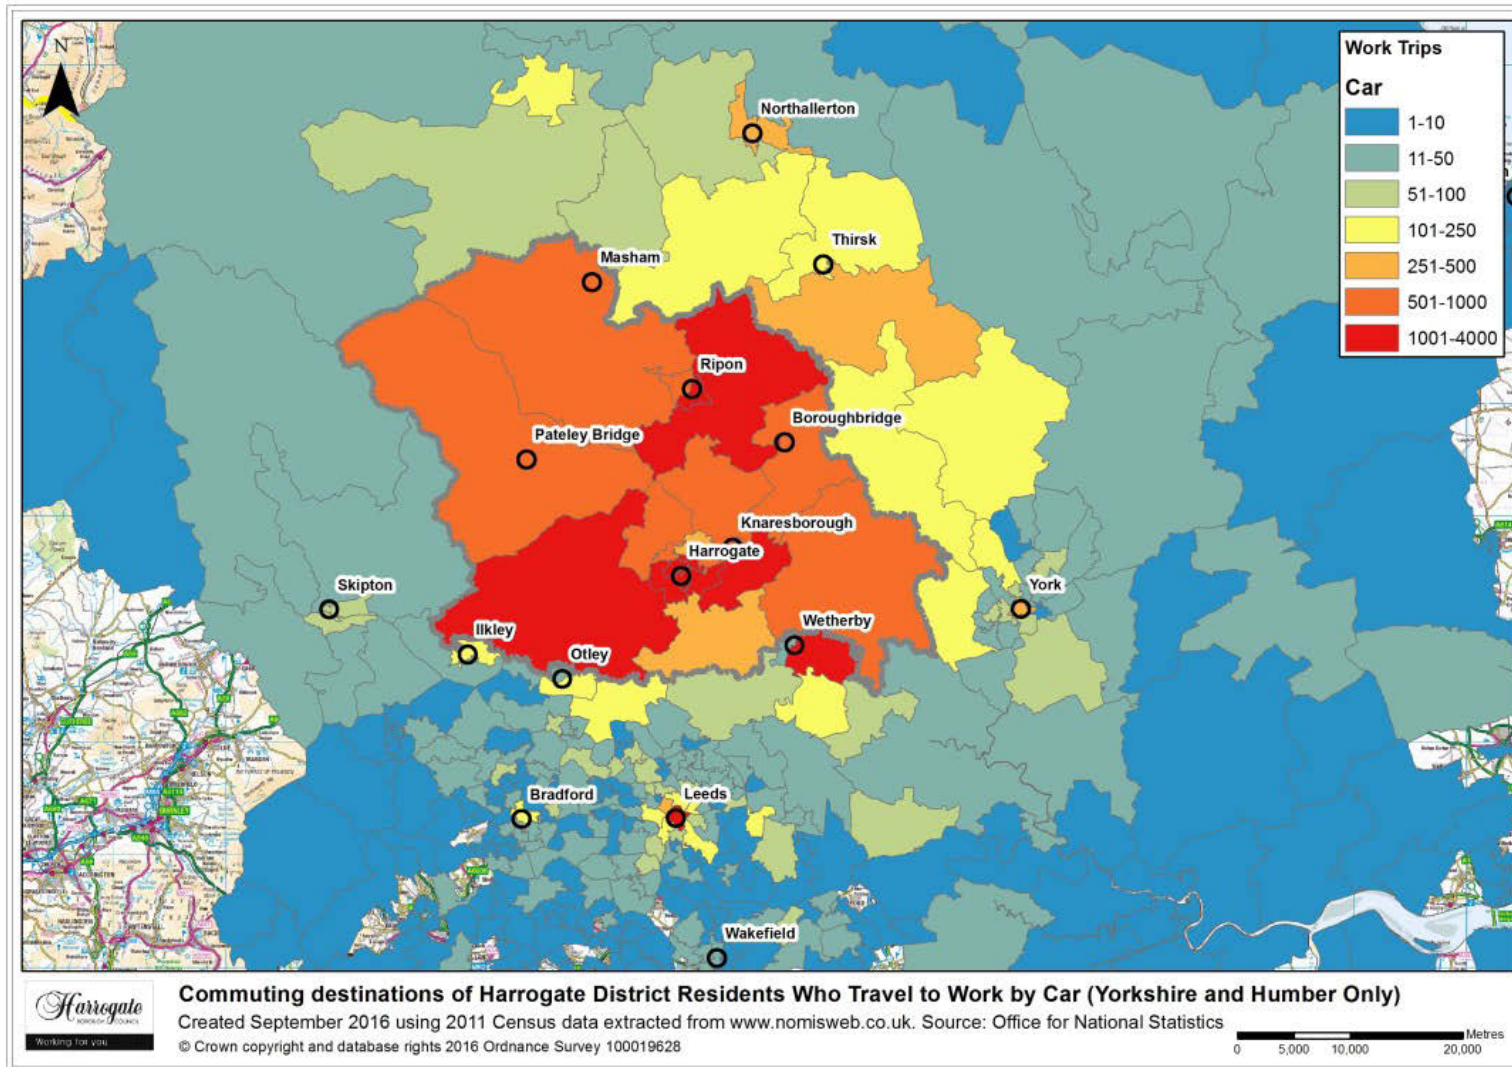 N
Northallerton
Thirsk
Masham
Ripon
Boroughbridge
Pateley Bridge
Knaresborough
Harrogate
Skipton
York
Ilkley
Wetherby
Otley
Bradford
Leeds
Wakefield
Work Trips
Car
1-10
11-50
51-100
101-250
251-500
501-1000
1001-4000
Harrogate
BOROUGH COUNCIL
Working for you
Commuting destinations of Harrogate District Residents Who Travel to Work by Car (Yorkshire and Humber Only)
Created September 2016 using 2011 Census data extracted from www.nomisweb.co.uk. Source: Office for National Statistics
© Crown copyright and database rights 2016 Ordnance Survey 100019628
Metres
0 5,000 10,000 20,000